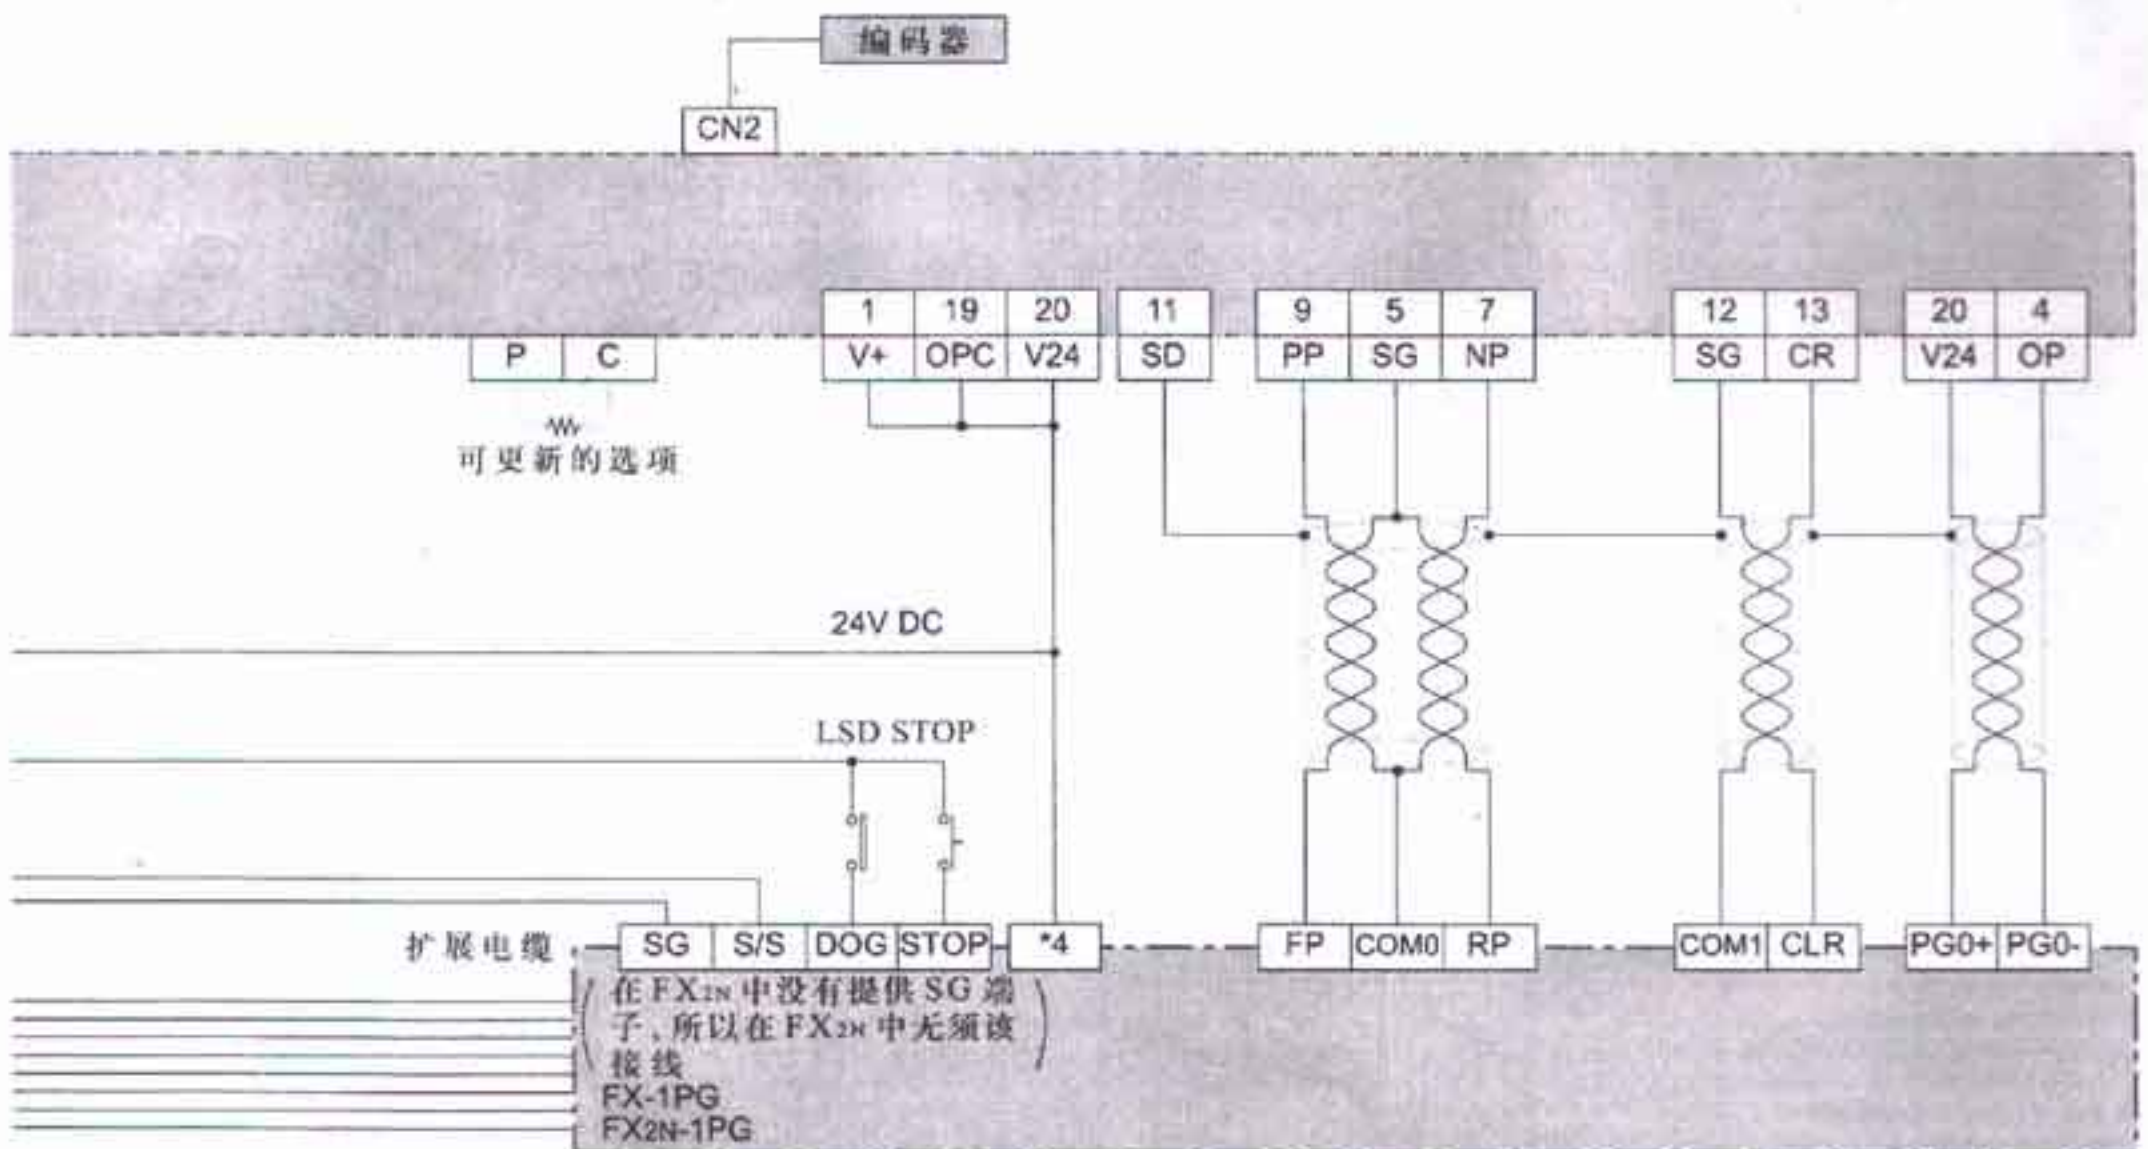 编码器
CN2
1 19 20 11 9 5 7 12 13 20 4
P C V+ OPC V24 SD PP SG NP SG CR V24 OP
可更新的选项
24V DC
LSD STOP
扩展电缆 SG S/S DOG STOP *4 FP COM0 RP COM1 CLR PG0+ PG0-
(在FX2N中没有提供SG端
子、所以在FX2N中无须该
接线)
FX-1PG
FX2N-1PG